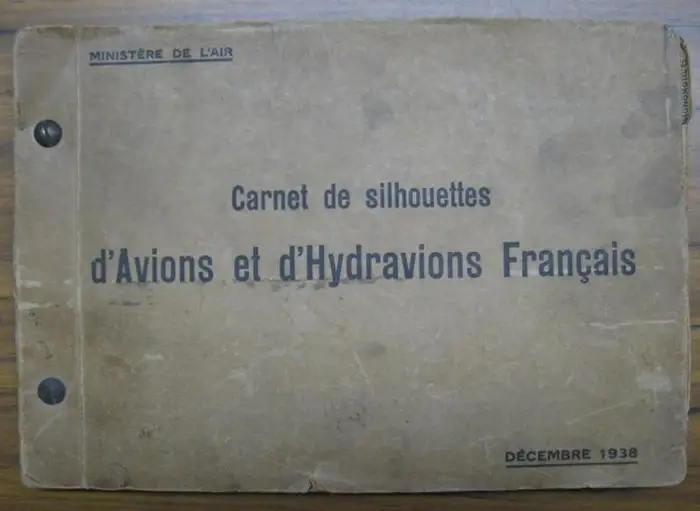 MINISTÈRE DE L'AIR
Carnet de silhouettes
d'Avions et d'Hydravions Français
DÉCEMBRE 1938